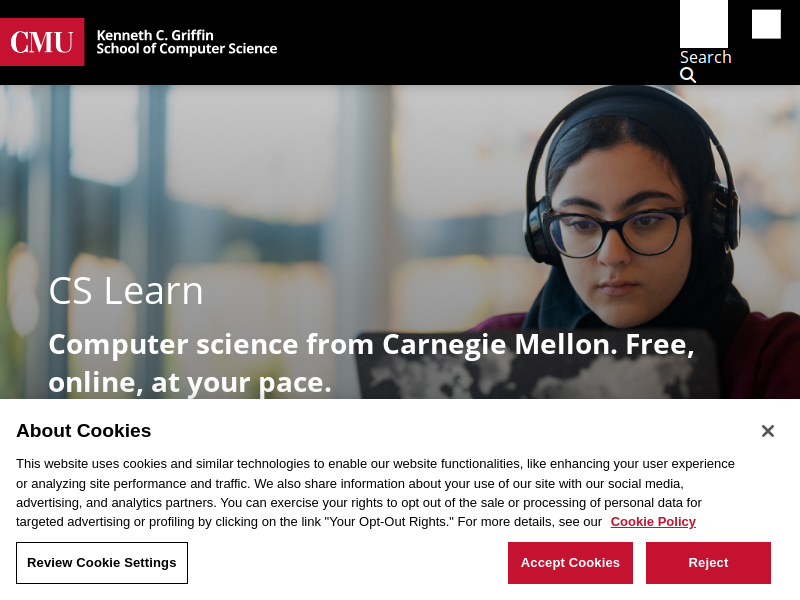 CMU
Kenneth C. Griffin
School of Computer Science
Search
CS Learn
Computer science from Carnegie Mellon. Free,
online, at your pace.
About Cookies
This website uses cookies and similar technologies to enable our website functionalities, like enhancing your user experience
or analyzing site performance and traffic. We also share information about your use of our site with our social media,
advertising, and analytics partners. You can exercise your rights to opt out of the sale or processing of personal data for
targeted advertising or profiling by clicking on the link "Your Opt-Out Rights." For more details, see our Cookie Policy
Review Cookie Settings
Accept Cookies
Reject